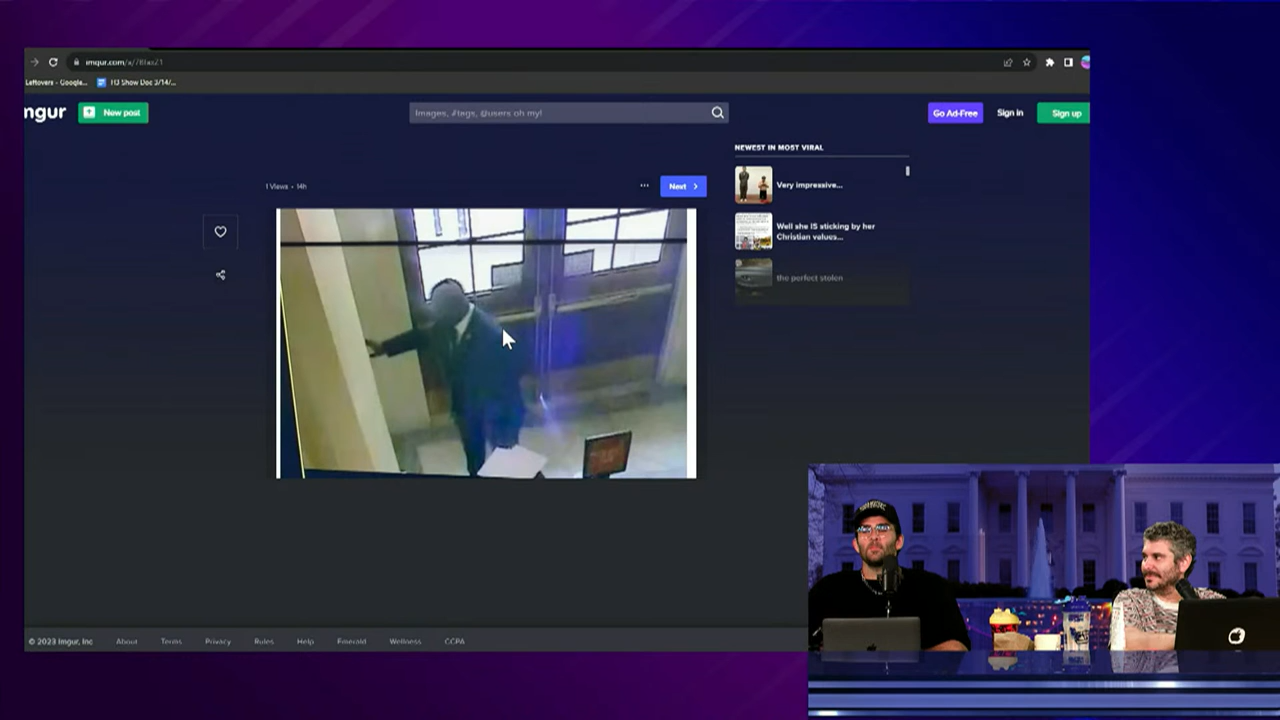 imgur.com/a/
Leftovers - Google...
H3 Show Doc 3/14/...
mgur
New post
Images, #tags, @users oh my!
Go Ad-Free
Sign in
Sign up
NEWEST IN MOST VIRAL
1 Views • 14h
Next
Very impressive...
Well she IS sticking by her
Christian values...
the perfect stolen
© 2023 Imgur, Inc
About
Terms
Privacy
Rules
Help
Emerald
Wellness
CCPA